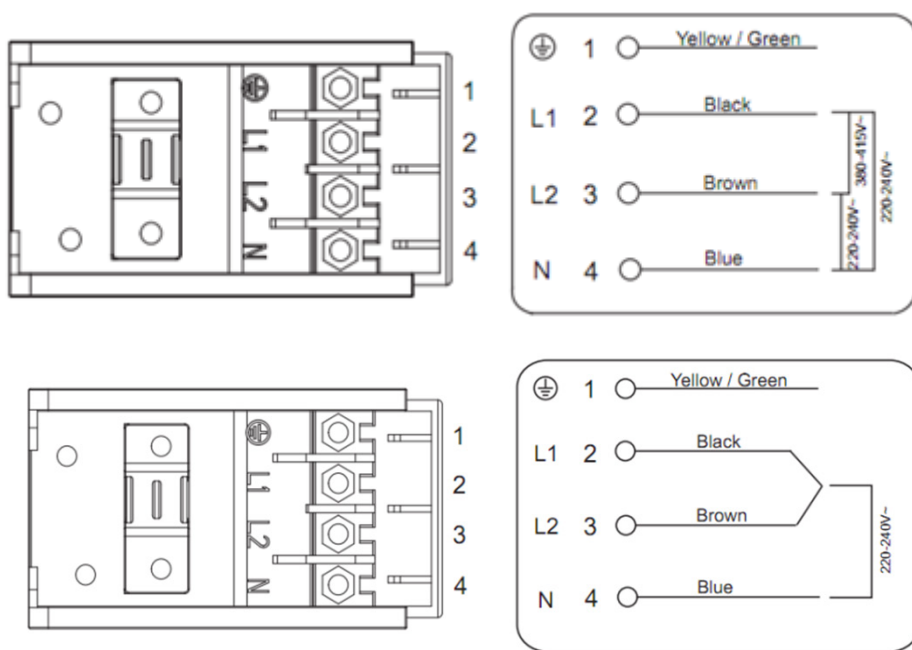 L1
L2
N
1
2
3
4
1 Yellow / Green
L1 2 Black
L2 3 Brown
N 4 Blue
380-415V~
220-240V~
220-240V~
L1
L2
N
1
2
3
4
1 Yellow / Green
L1 2 Black
L2 3 Brown
N 4 Blue
220-240V~